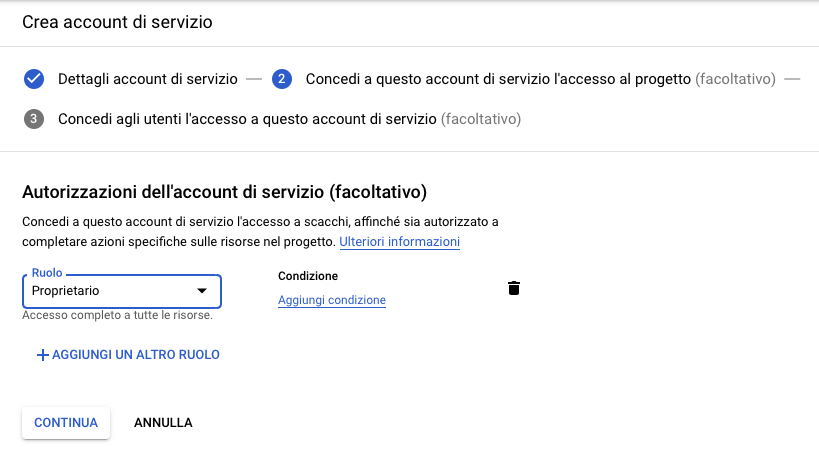 Crea account di servizio
Dettagli account di servizio — 2 Concedi a questo account di servizio l'accesso al progetto (facoltativo) —
3 Concedi agli utenti l'accesso a questo account di servizio (facoltativo)
Autorizzazioni dell'account di servizio (facoltativo)
Concedi a questo account di servizio l'accesso a scacchi, affinché sia autorizzato a
completare azioni specifiche sulle risorse nel progetto. Ulteriori informazioni
Ruolo
Proprietario
Accesso completo a tutte le risorse.
Condizione
Aggiungi condizione
+ AGGIUNGI UN ALTRO RUOLO
CONTINUA ANNULLA